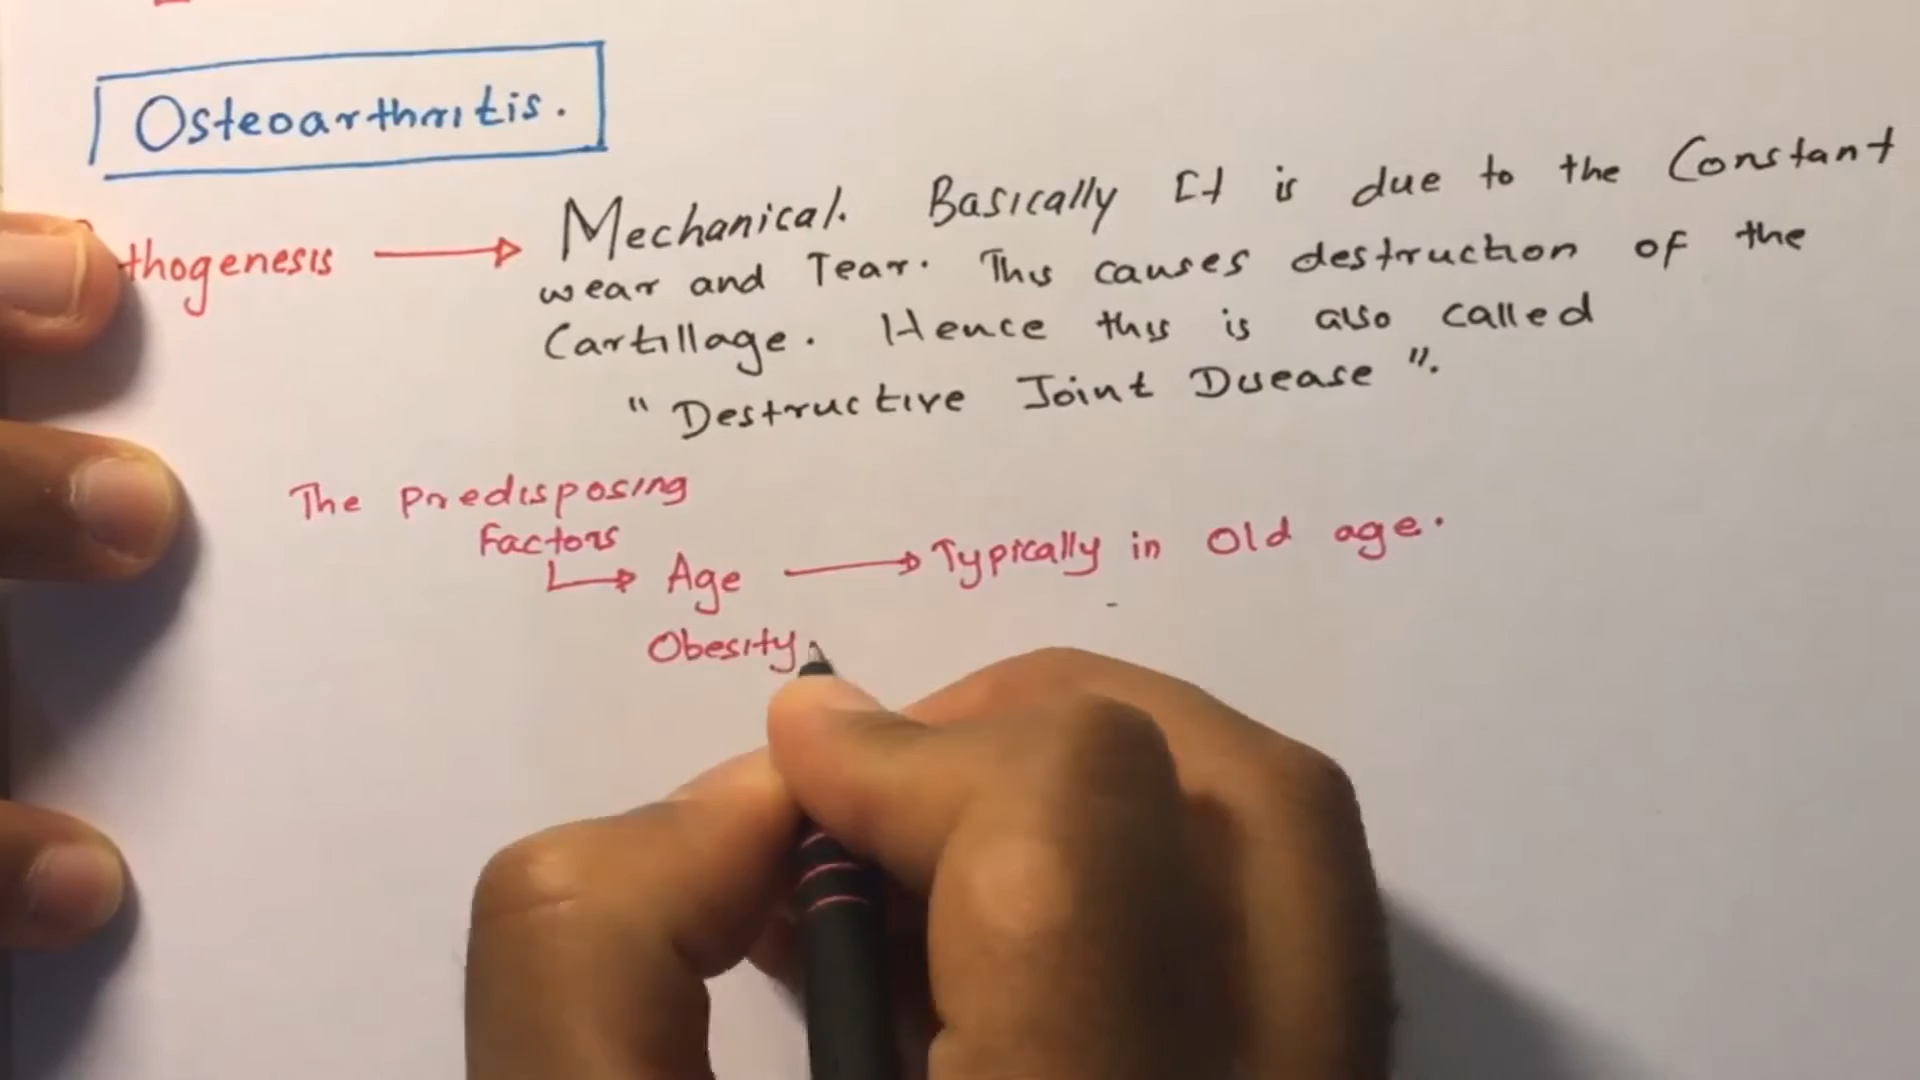 Osteoarthritis.
thogenesis → Mechanical. Basically It is due to the Constant
wear and Tear. This causes destruction of the
Cartillage. Hence this is also called
"Destructive Joint Disease".
The Predisposing
Factors
Age → Typically in Old age.
Obesity